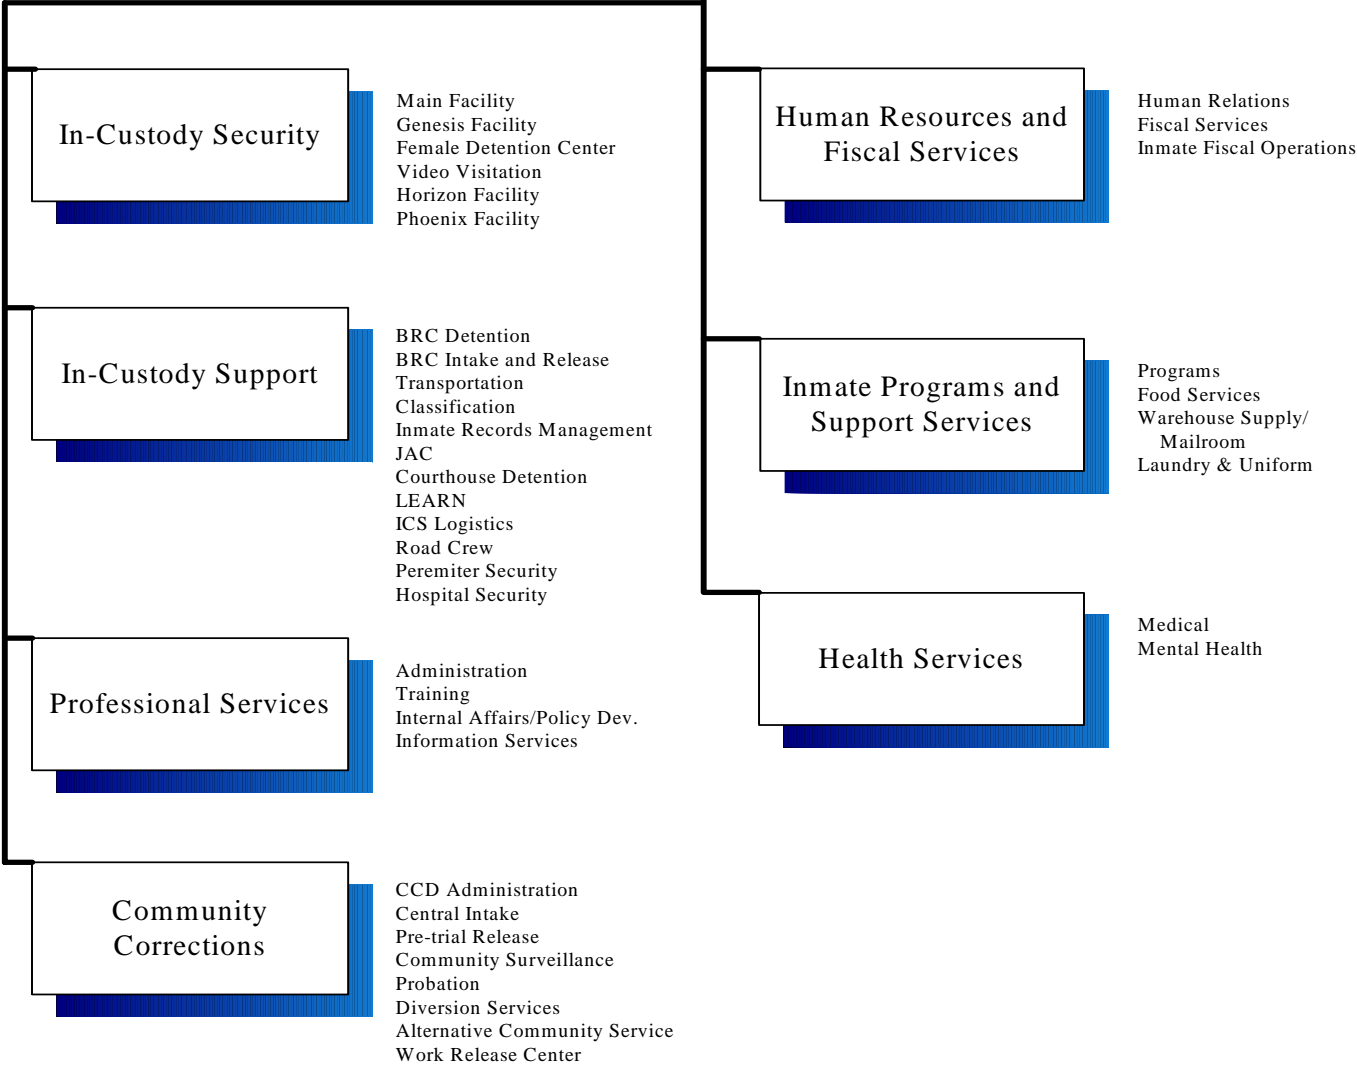 In-Custody Security
Main Facility
Genesis Facility
Female Detention Center
Video Visitation
Horizon Facility
Phoenix Facility
In-Custody Support
BRC Detention
BRC Intake and Release
Transportation
Classification
Inmate Records Management
JAC
Courthouse Detention
LEARN
ICS Logistics
Road Crew
Peremiter Security
Hospital Security
Professional Services
Administration
Training
Internal Affairs/Policy Dev.
Information Services
Community
Corrections
CCD Administration
Central Intake
Pre-trial Release
Community Surveillance
Probation
Diversion Services
Alternative Community Service
Work Release Center
Human Resources and
Fiscal Services
Human Relations
Fiscal Services
Inmate Fiscal Operations
Inmate Programs and
Support Services
Programs
Food Services
Warehouse Supply/
Mailroom
Laundry & Uniform
Health Services
Medical
Mental Health